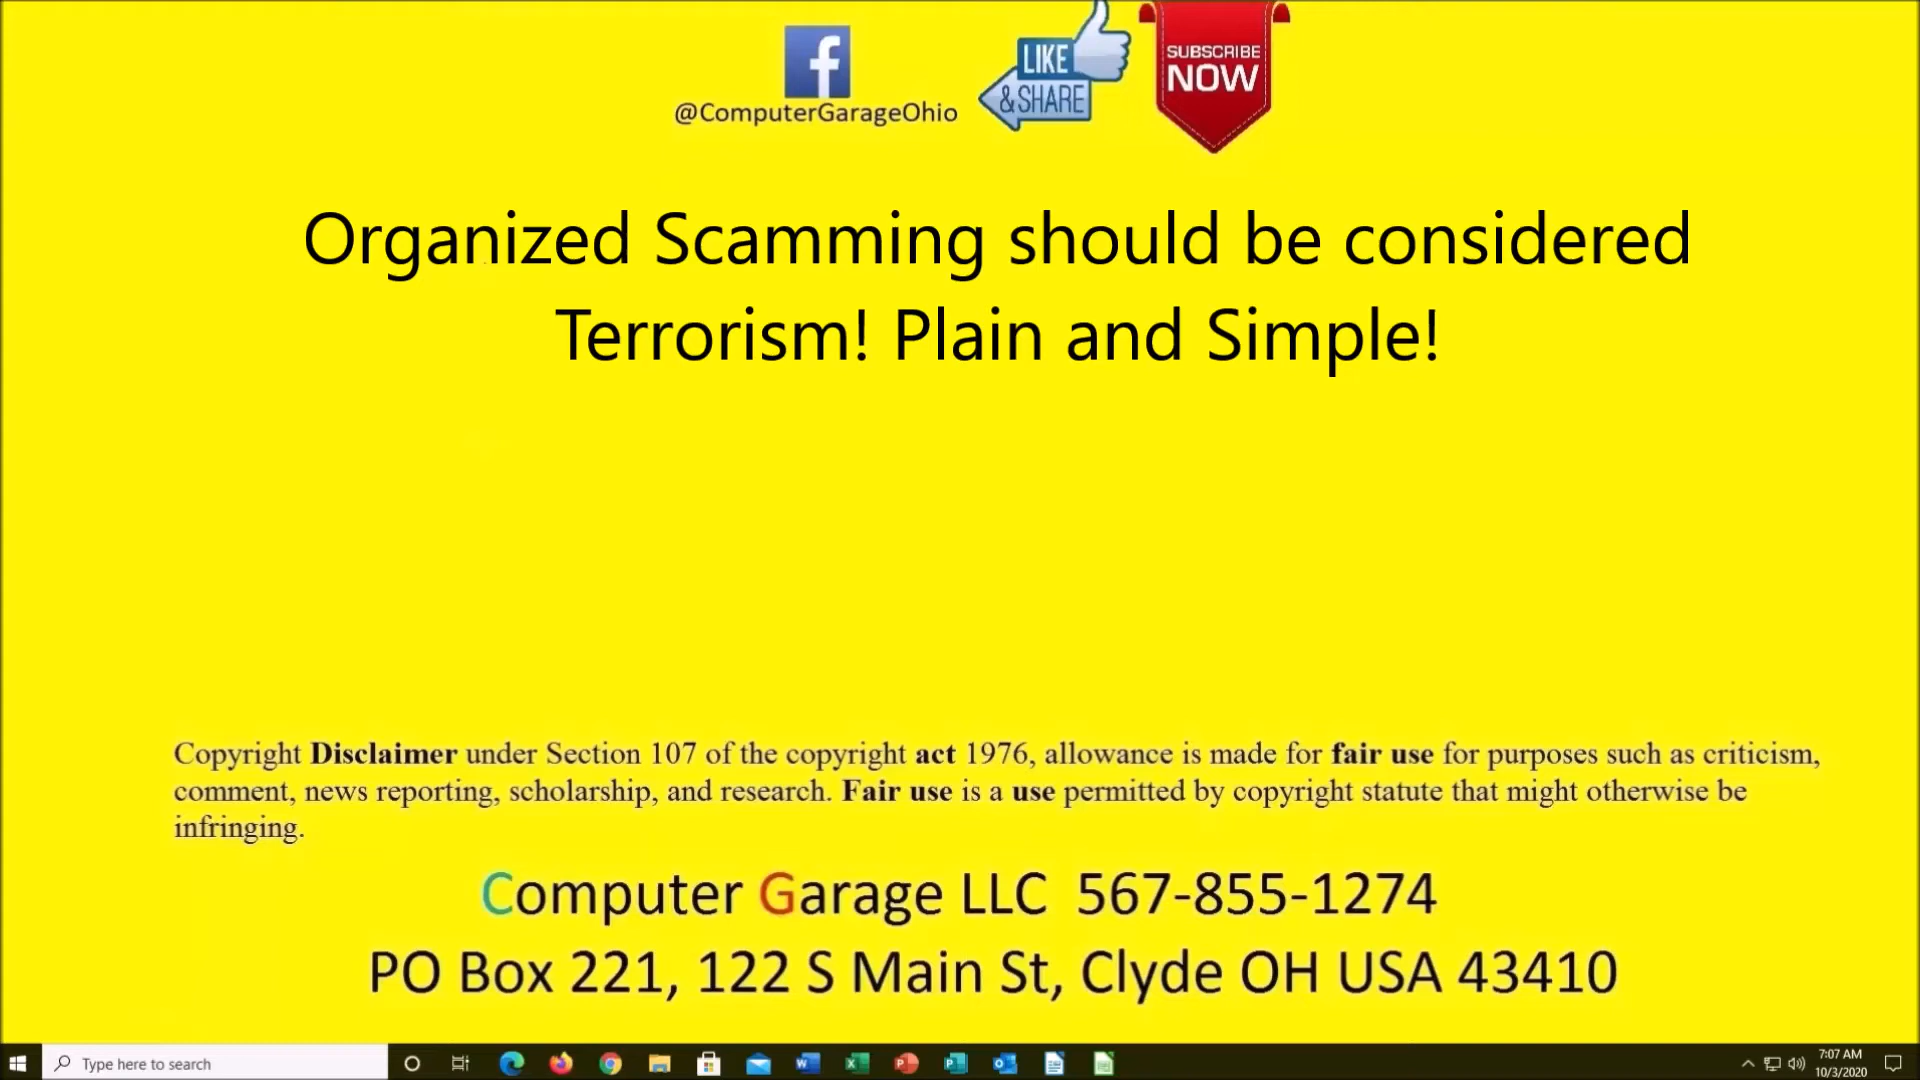 f
@ComputerGarageOhio
LIKE
& SHARE
SUBSCRIBE
NOW
Organized Scamming should be considered
Terrorism! Plain and Simple!
Copyright Disclaimer under Section 107 of the copyright act 1976, allowance is made for fair use for purposes such as criticism,
comment, news reporting, scholarship, and research. Fair use is a use permitted by copyright statute that might otherwise be
infringing.
Computer Garage LLC 567-855-1274
PO Box 221, 122 S Main St, Clyde OH USA 43410
Type here to search
7:07 AM
10/3/2020